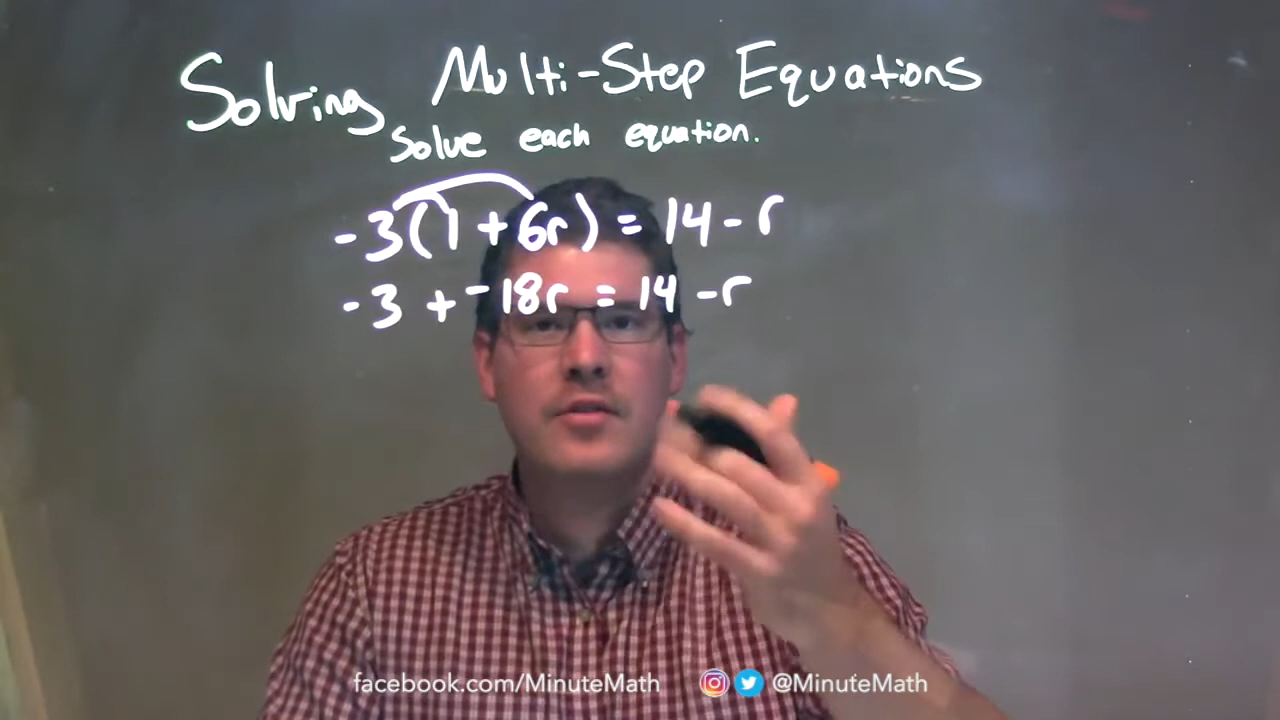 Solving Multi-Step Equations
Solve each equation.
-3(1+6r) = 14-r
-3 + -18r = 14 -r
facebook.com/MinuteMath @MinuteMath